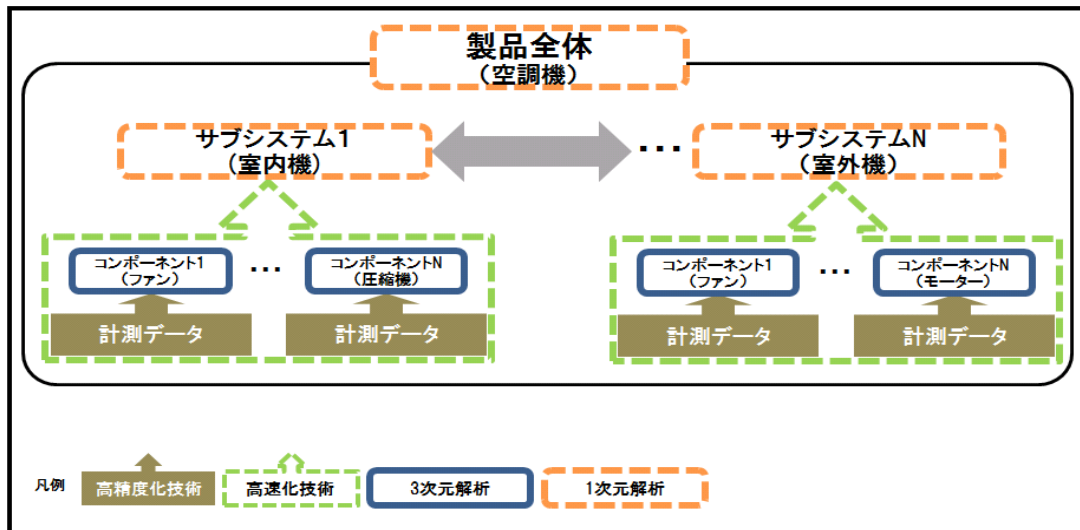 製品全体
（空調機）
サブシステム1
（室内機）
･･･
サブシステムN
（室外機）
コンポーネント1
（ファン）
･･･
コンポーネントN
（圧縮機）
コンポーネント1
（ファン）
･･･
コンポーネントN
（モーター）
計測データ
計測データ
計測データ
計測データ
凡例
高精度化技術
高速化技術
3次元解析
1次元解析